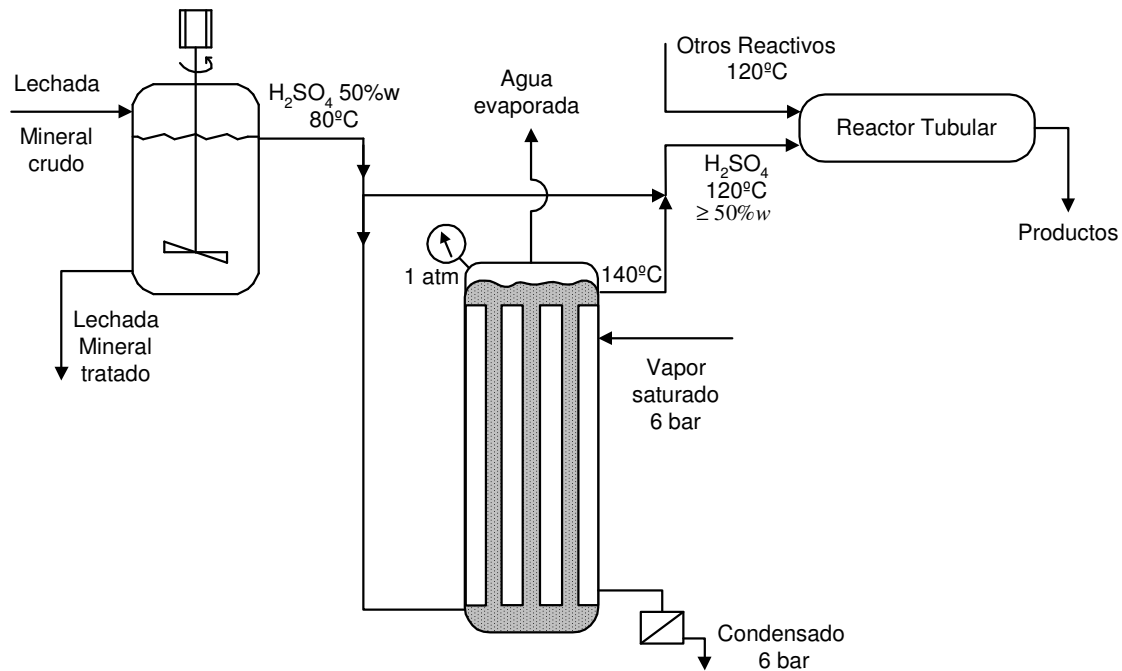 Lechada
Mineral
crudo
H₂SO₄ 50%w
80ºC
Agua
evaporada
Otros Reactivos
120ºC
Reactor Tubular
H₂SO₄
120ºC
≥ 50%w
Productos
1 atm
140ºC
Lechada
Mineral
tratado
Vapor
saturado
6 bar
Condensado
6 bar